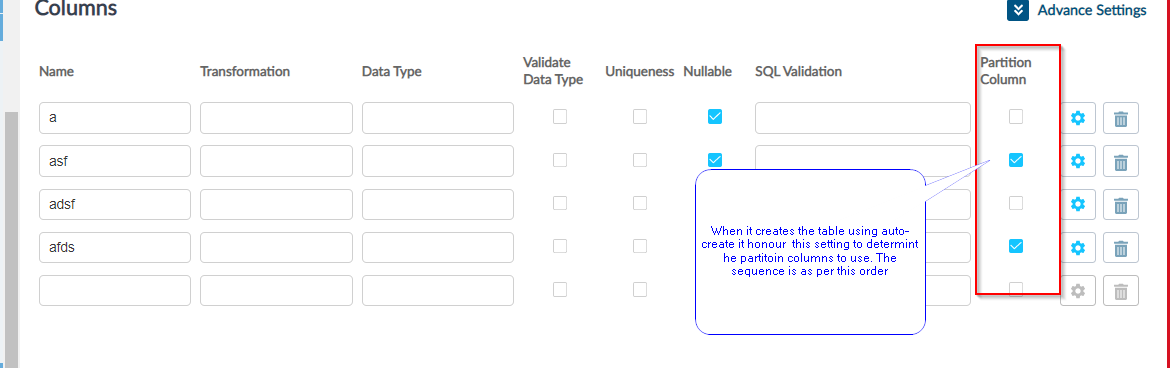 Columns
Advance Settings
Name Transformation Data Type Validate Data Type Uniqueness Nullable SQL Validation Partition Column
a
asf
adsf
afds
When it creates the table using auto-
create it honour this setting to determint
he partitoin columns to use. The
sequence is as per this order